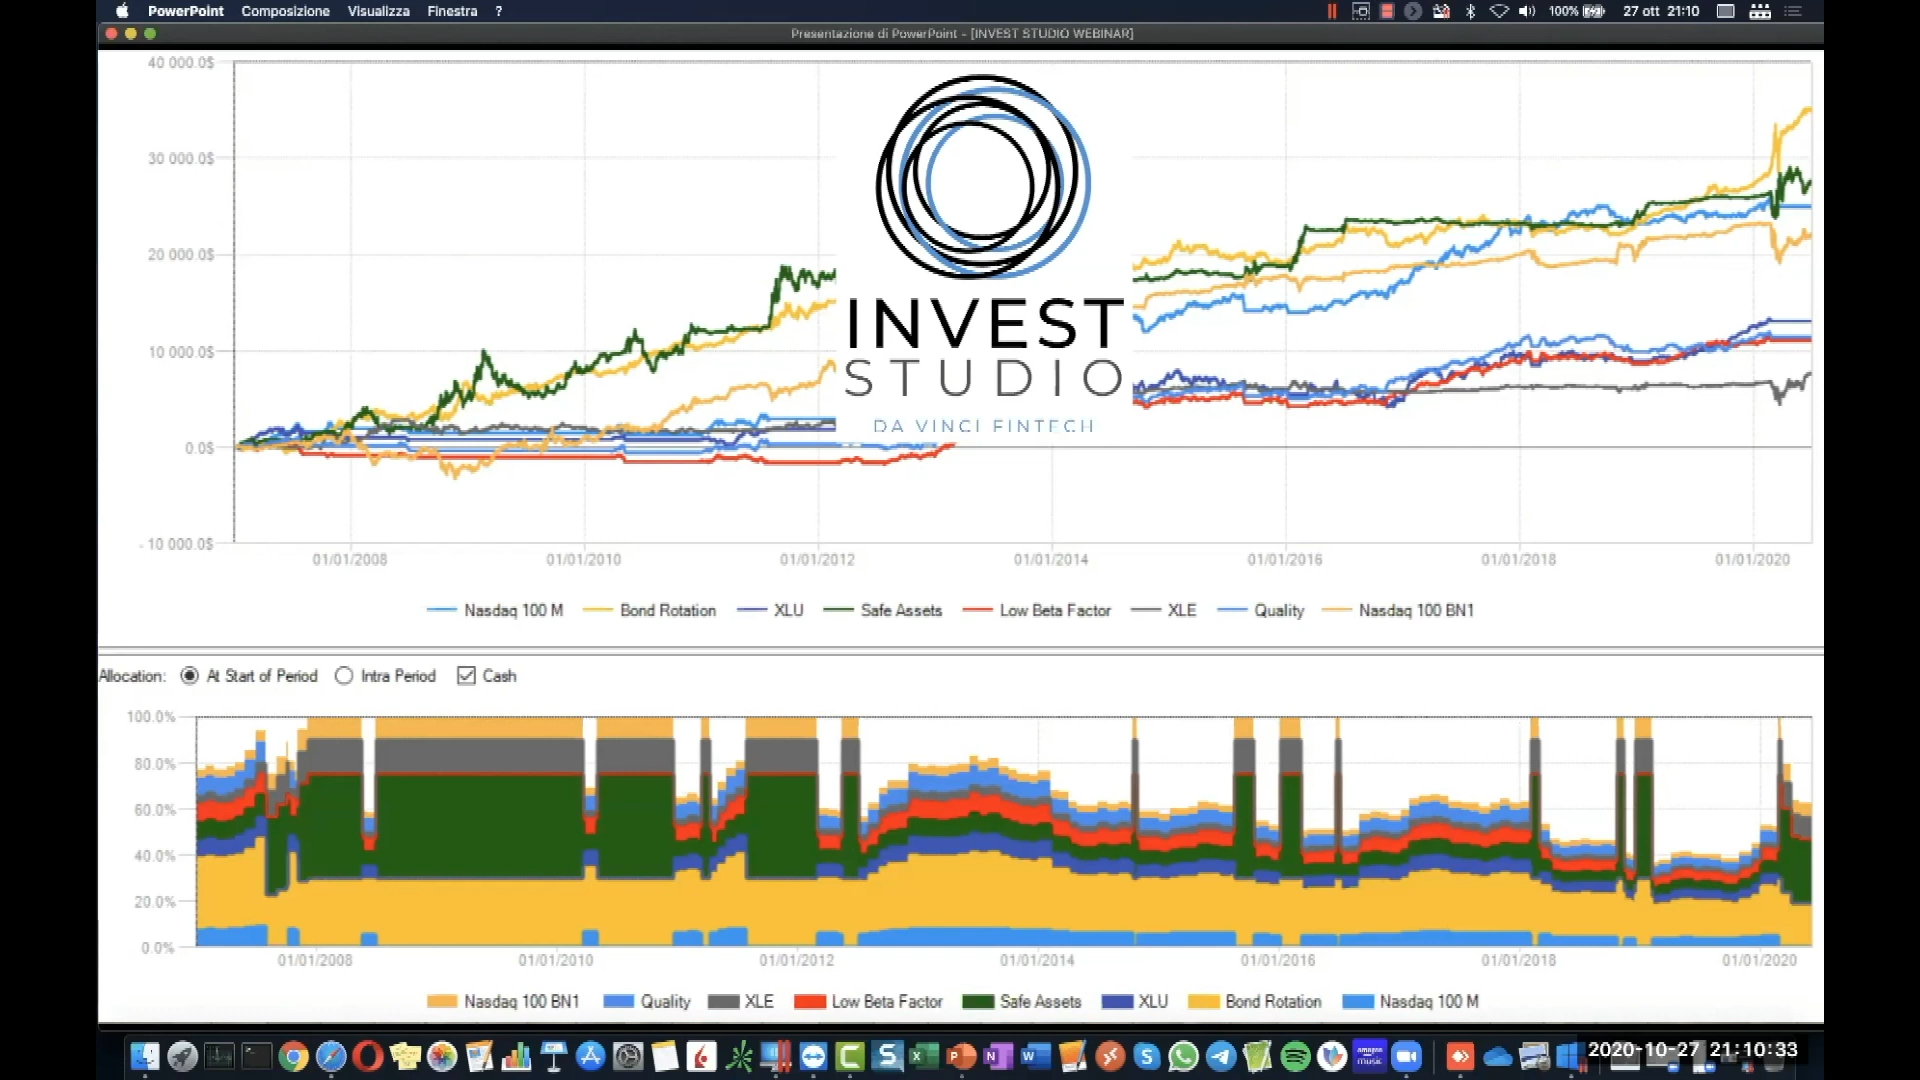 PowerPoint Composizione Visualizza Finestra ? 100% 27 ott 21:10
Presentazione di PowerPoint - [INVEST STUDIO WEBINAR]
40 000.0$
30 000.0$
20 000.0$
10 000.0$
0.0$
- 10 000.0$
INVEST
STUDIO
DA VINCI FINTECH
01/01/2008 01/01/2010 01/01/2012 01/01/2014 01/01/2016 01/01/2018 01/01/2020
Nasdaq 100 M Bond Rotation XLU Safe Assets Low Beta Factor XLE Quality Nasdaq 100 BN1
Allocation: At Start of Period Intra Period Cash
100.0%
80.0%
60.0%
40.0%
20.0%
0.0%
01/01/2008 01/01/2010 01/01/2012 01/01/2014 01/01/2016 01/01/2018 01/01/2020
Nasdaq 100 BN1 Quality XLE Low Beta Factor Safe Assets XLU Bond Rotation Nasdaq 100 M
amazon music
2020-10-27 21:10:33